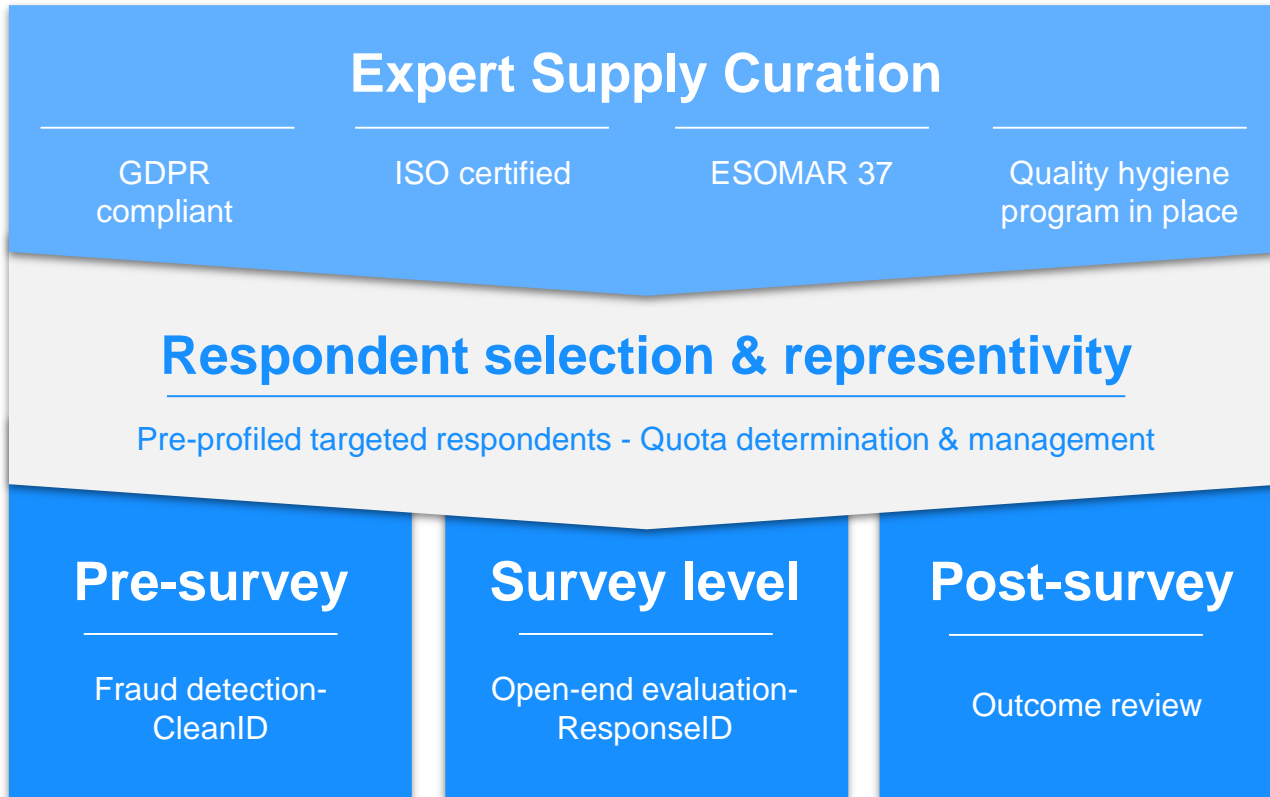 Expert Supply Curation
GDPR
compliant
ISO certified
ESOMAR 37
Quality hygiene
program in place
Respondent selection & representivity
Pre-profiled targeted respondents - Quota determination & management
Pre-survey
Fraud detection-
CleanID
Survey level
Open-end evaluation-
ResponseID
Post-survey
Outcome review